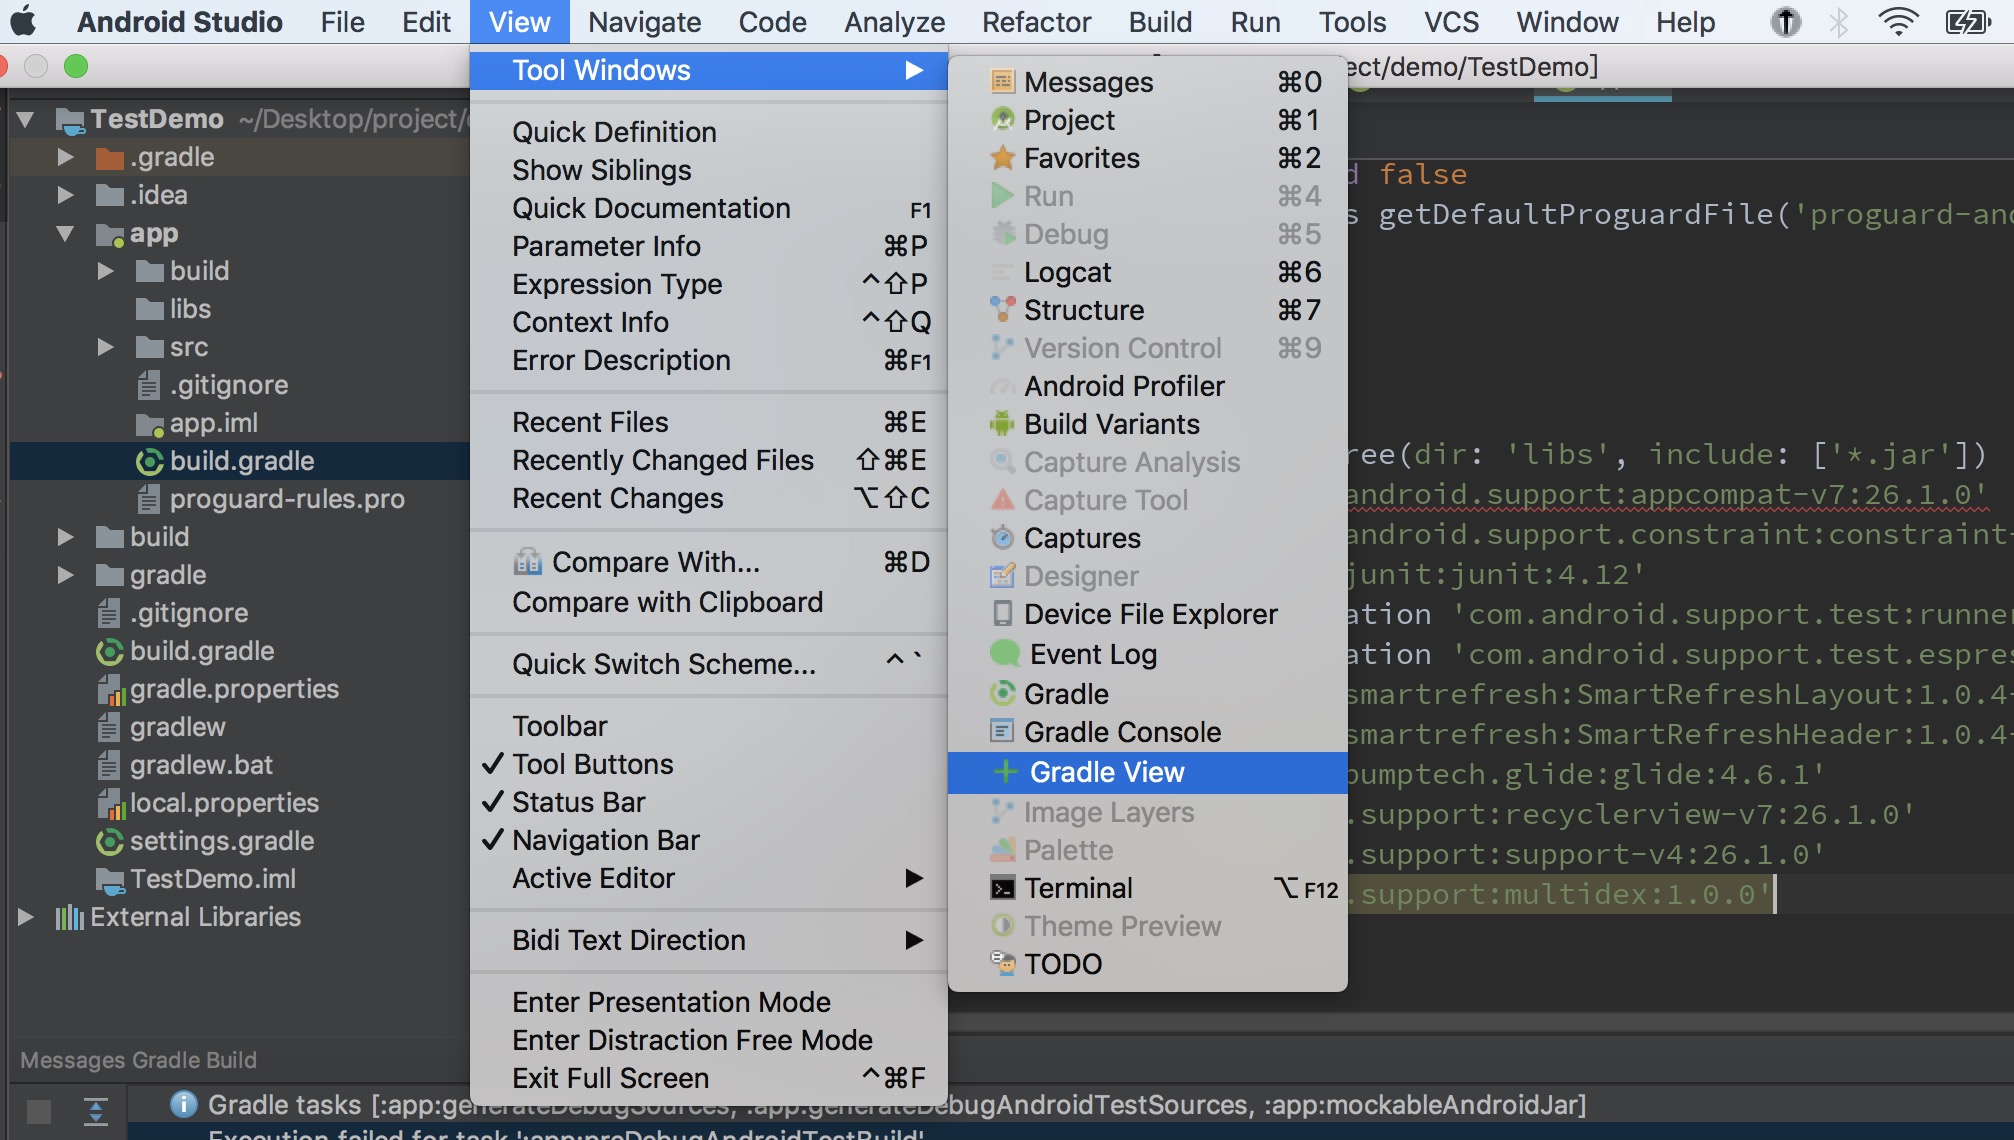 Android Studio File Edit View Navigate Code Analyze Refactor Build Run Tools VCS Window Help
ect/demo/TestDemo]
TestDemo ~/Desktop/project/
.gradle
.idea
app
build
libs
src
.gitignore
app.iml
build.gradle
proguard-rules.pro
build
gradle
.gitignore
build.gradle
gradle.properties
gradlew
gradlew.bat
local.properties
settings.gradle
TestDemo.iml
External Libraries
Tool Windows
Quick Definition
Show Siblings
Quick Documentation F1
Parameter Info ⌘P
Expression Type ^⇧P
Context Info ^⇧Q
Error Description ⌘F1
Recent Files ⌘E
Recently Changed Files ⇧⌘E
Recent Changes ⌥⇧C
Compare With... ⌘D
Compare with Clipboard
Quick Switch Scheme... ^`
Toolbar
✓ Tool Buttons
✓ Status Bar
✓ Navigation Bar
Active Editor
Bidi Text Direction
Enter Presentation Mode
Enter Distraction Free Mode
Exit Full Screen ^⌘F
Messages ⌘0
Project ⌘1
Favorites ⌘2
Run ⌘4
Debug ⌘5
Logcat ⌘6
Structure ⌘7
Version Control ⌘9
Android Profiler
Build Variants
Capture Analysis
Capture Tool
Captures
Designer
Device File Explorer
Event Log
Gradle
Gradle Console
Gradle View
Image Layers
Palette
Terminal ⌥F12
Theme Preview
TODO
d false
s getDefaultProguardFile('proguard-an
ree(dir: 'libs', include: ['*.jar'])
android.support:appcompat-v7:26.1.0'
android.support.constraint:constraint-
junit:junit:4.12'
ation 'com.android.support.test:runner
ation 'com.android.support.test.espres
smartrefresh:SmartRefreshLayout:1.0.4-
smartrefresh:SmartRefreshHeader:1.0.4-
bumptech.glide:glide:4.6.1'
.support:recyclerview-v7:26.1.0'
.support:support-v4:26.1.0'
.support:multidex:1.0.0'
Messages Gradle Build
Gradle tasks [:app:generateDebugSources, :app:generateDebugAndroidTestSources, :app:mockableAndroidJar]
Execution failed for task ':app:preDebugAndroidTestBuild'